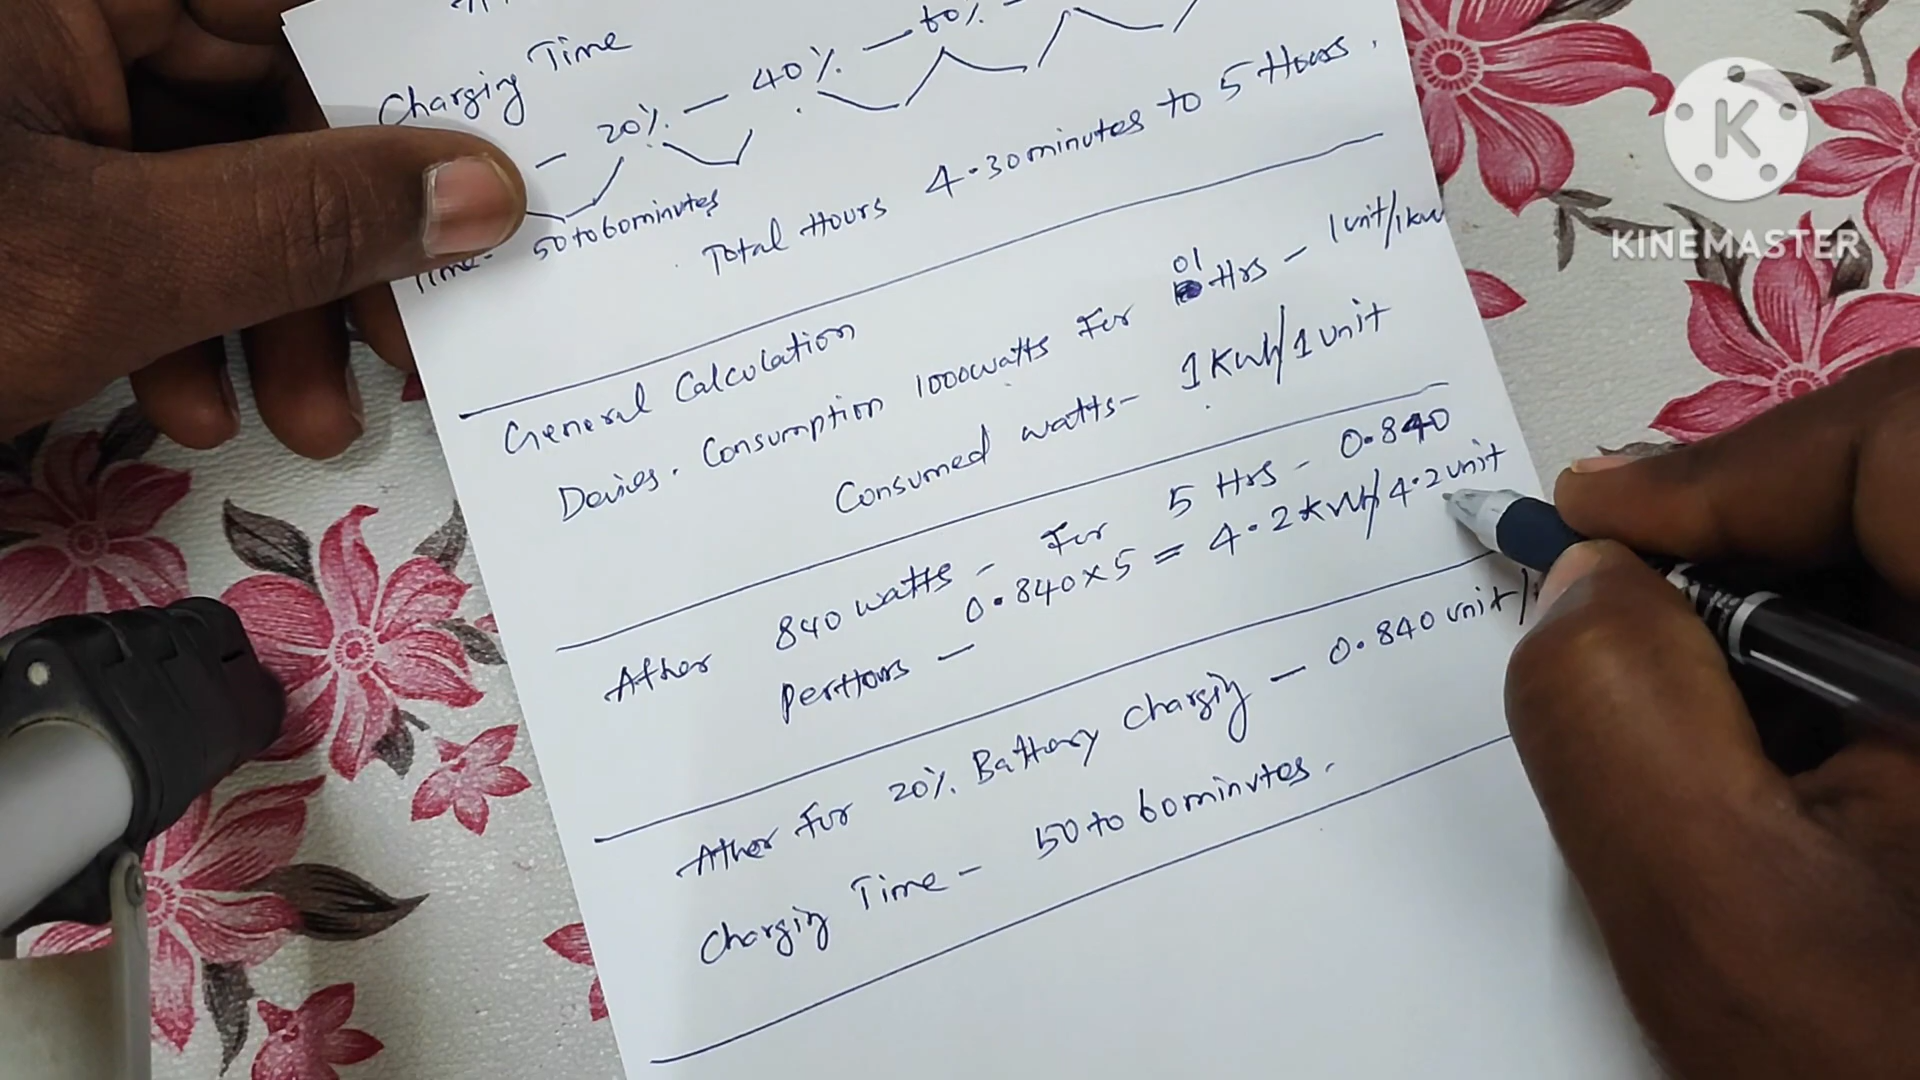 Charging Time
— 20% — 40% — 60% —
Time- 50 to 60 minutes
Total Hours 4.30 minutes to 5 Hours.
General Calculation
Devies. Consumption 1000 watts For 01 Hrs - 1 unit/1kw
Consumed watts- 1 Kwh/1 unit
Ather 840 watts - For 5 Hrs - 0.840
Per Hours — 0.840 × 5 = 4.2 kwh/4.2 unit
Ather For 20% Battery Charging — 0.840 unit/
Charging Time - 50 to 60 minutes.
K
KINEMASTER